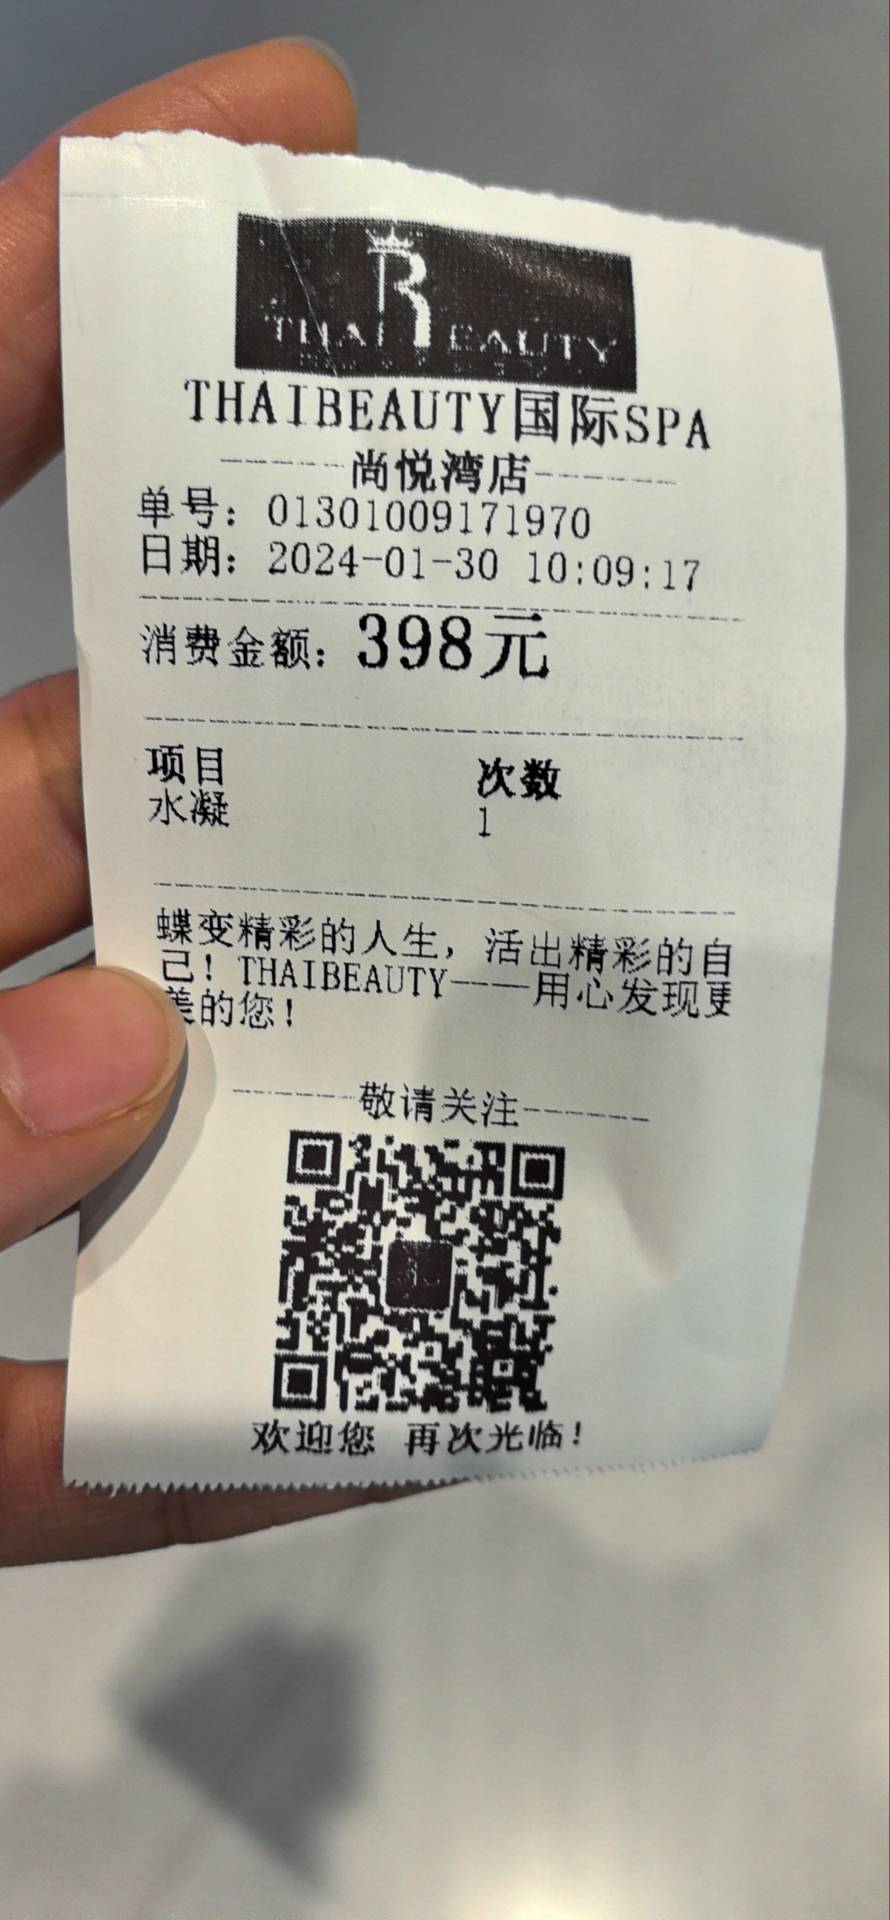 THAI BEAUTY
THAIBEAUTY国际SPA
-----尚悦湾店-----
单号：01301009171970
日期：2024-01-30 10:09:17
消费金额：398元
项目 次数
水凝 1
蝶变精彩的人生，活出精彩的自
己！THAIBEAUTY——用心发现更
美的您！
-----敬请关注-----
欢迎您 再次光临！